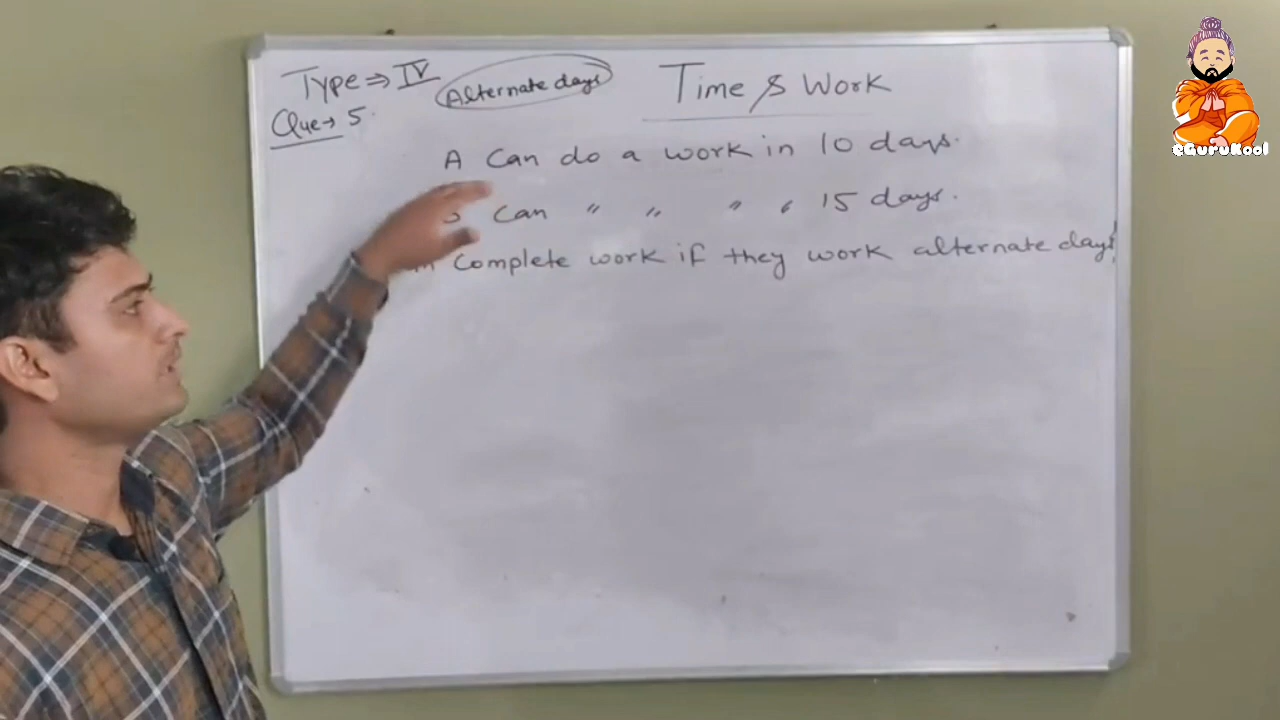 Type ⇒ IV
Alternate days
Time & Work
Que → 5
A Can do a work in 10 days.
Can " " " " 15 days.
Complete work if they work alternate days
eGuruKool